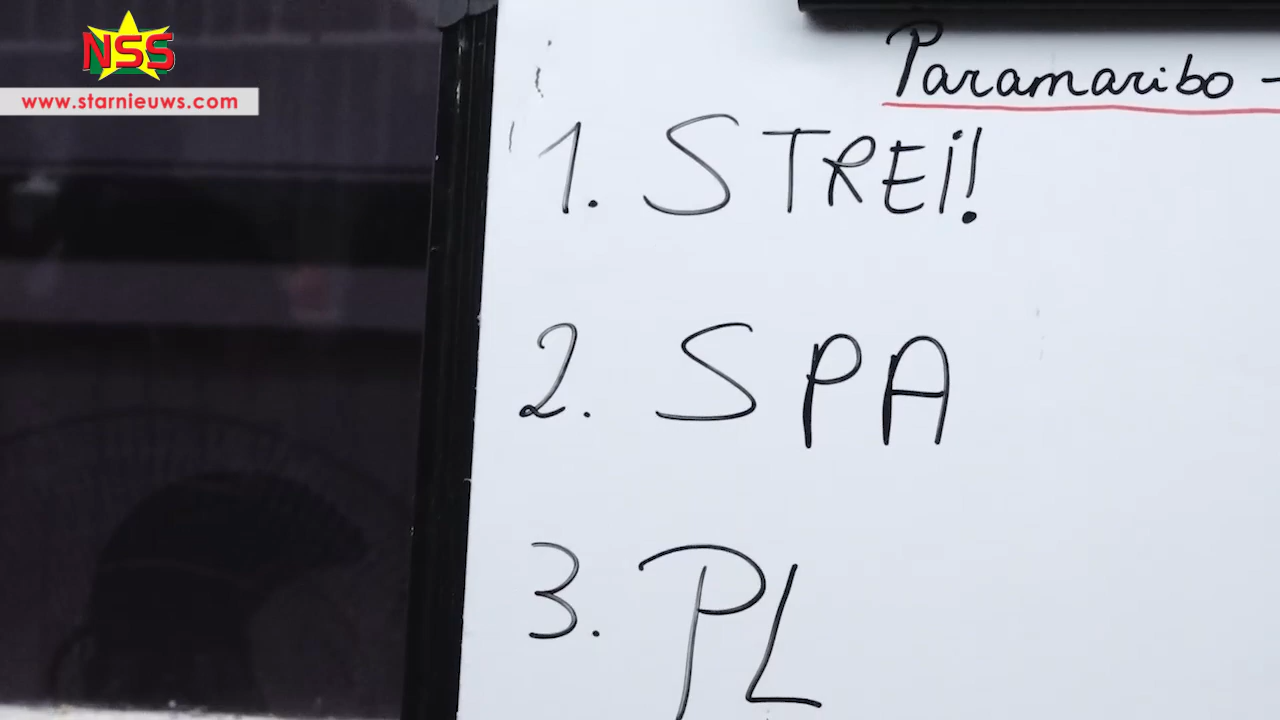 NSS
www.starnieuws.com
Paramaribo -
1. STREI!
2. SPA
3. PL